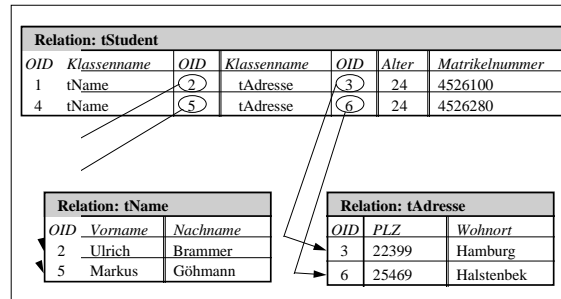 Relation: tStudent
OID Klassenname OID Klassenname OID Alter Matrikelnummer
1 tName 2 tAdresse 3 24 4526100
4 tName 5 tAdresse 6 24 4526280
Relation: tName
OID Vorname Nachname
2 Ulrich Brammer
5 Markus Göhmann
Relation: tAdresse
OID PLZ Wohnort
3 22399 Hamburg
6 25469 Halstenbek